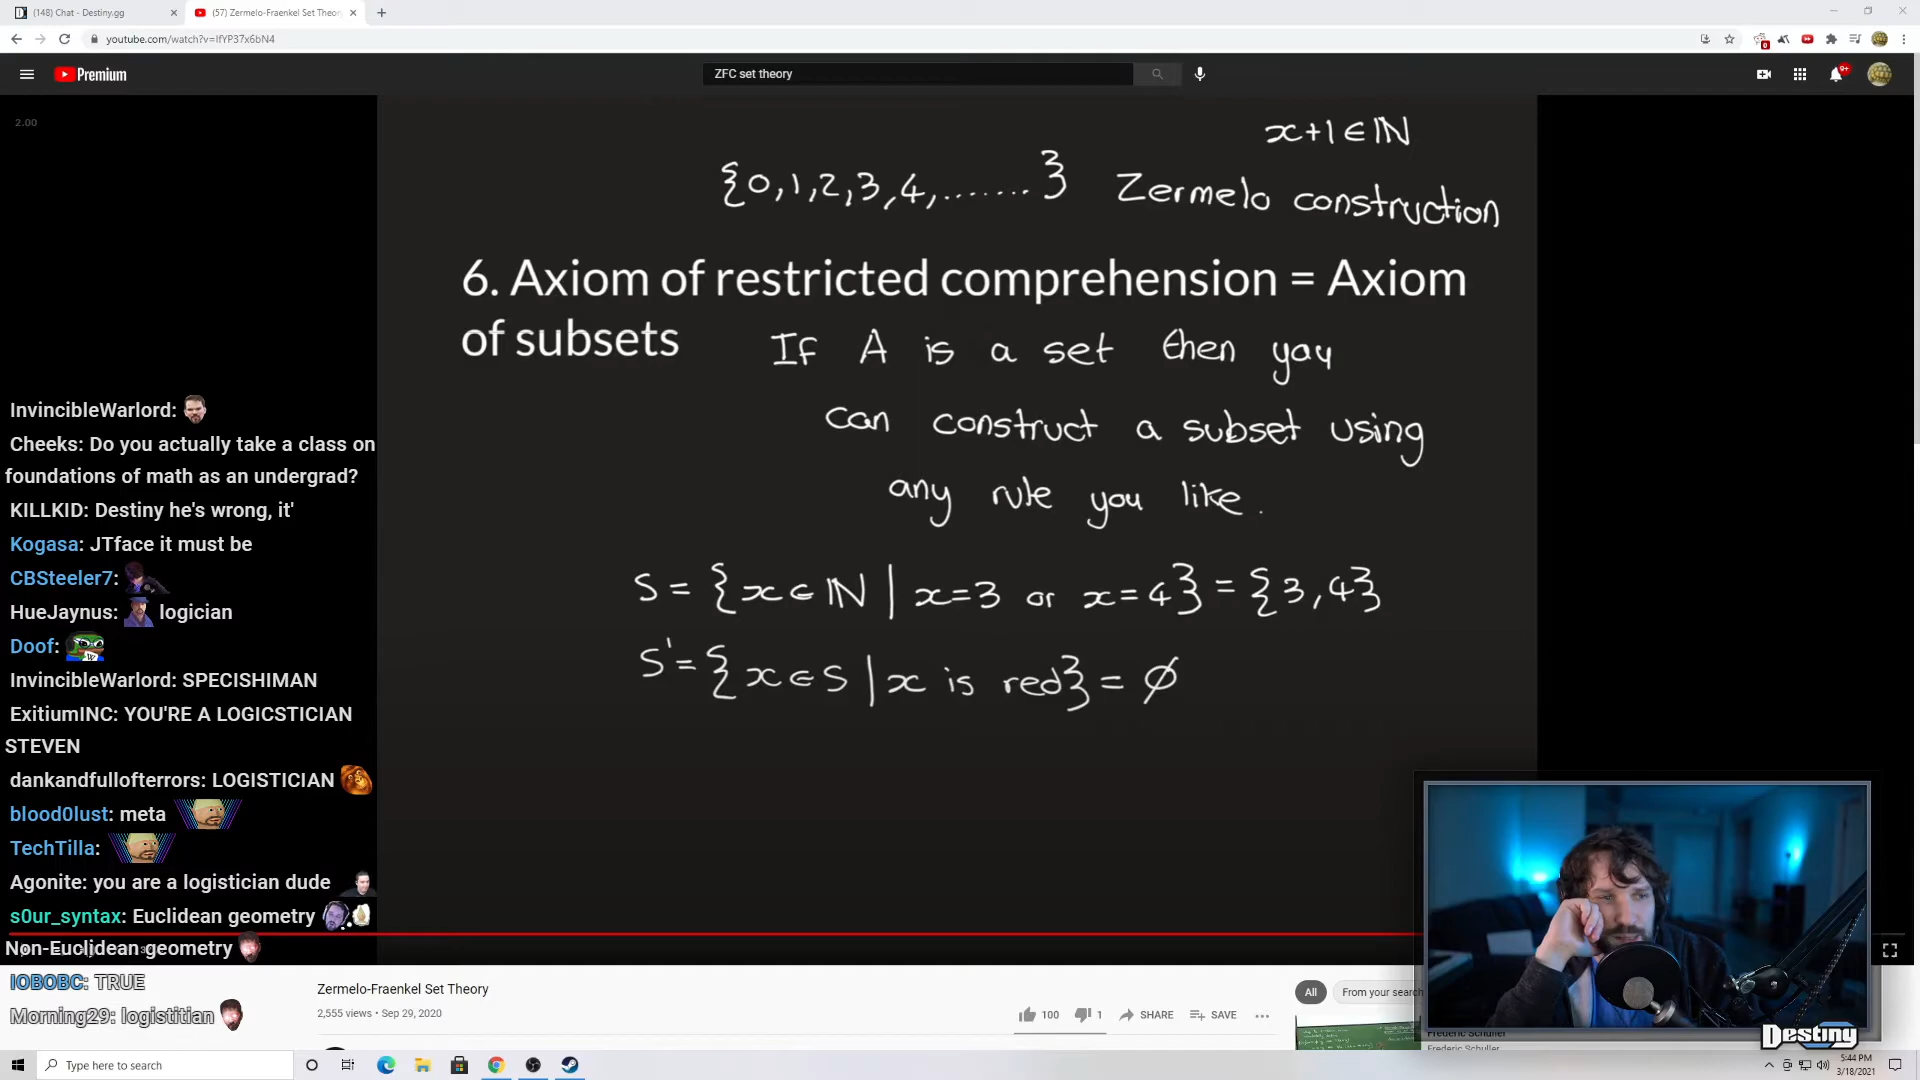 (148) Chat - Destiny.gg
(57) Zermelo-Fraenkel Set Theor
youtube.com/watch?v=IfYP37x6bN4
0
Premium
ZFC set theory
9+
2.00
x+1∈ℕ
{0,1,2,3,4,.......} Zermelo construction
6. Axiom of restricted comprehension = Axiom
of subsets
If A is a set then you
can construct a subset using
any rule you like.
S = {x∈ℕ | x=3 or x=4} = {3,4}
S'= {x∈S | x is red} = ∅
InvincibleWarlord:
Cheeks: Do you actually take a class on
foundations of math as an undergrad?
KILLKID: Destiny he's wrong, it'
Kogasa: JTface it must be
CBSteeler7:
HueJaynus: logician
Doof:
InvincibleWarlord: SPECISHIMAN
ExitiumINC: YOU'RE A LOGICSTICIAN
STEVEN
dankandfullofterrors: LOGISTICIAN
blood0lust: meta
TechTilla:
Agonite: you are a logistician dude
s0ur_syntax: Euclidean geometry
Non-Euclidean geometry
IOBOBC: TRUE
Morning29: logistitian
Zermelo-Fraenkel Set Theory
2,555 views • Sep 29, 2020
100
1
SHARE
SAVE
All
From your search
Frederic Schuller
Frederic Schuller
Destiny
Type here to search
5:44 PM
3/18/2021